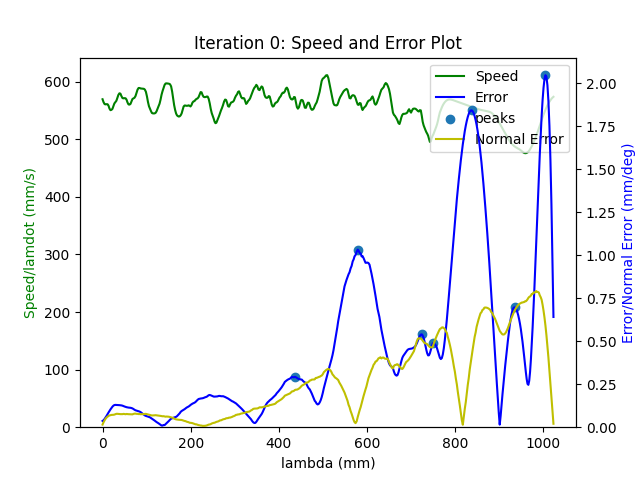 Iteration 0: Speed and Error Plot
Speed
Error
peaks
Normal Error
600
500
400
300
200
100
0
2.00
1.75
1.50
1.25
1.00
0.75
0.50
0.25
0.00
0
200
400
600
800
1000
Speed/lamdot (mm/s)
Error/Normal Error (mm/deg)
lambda (mm)